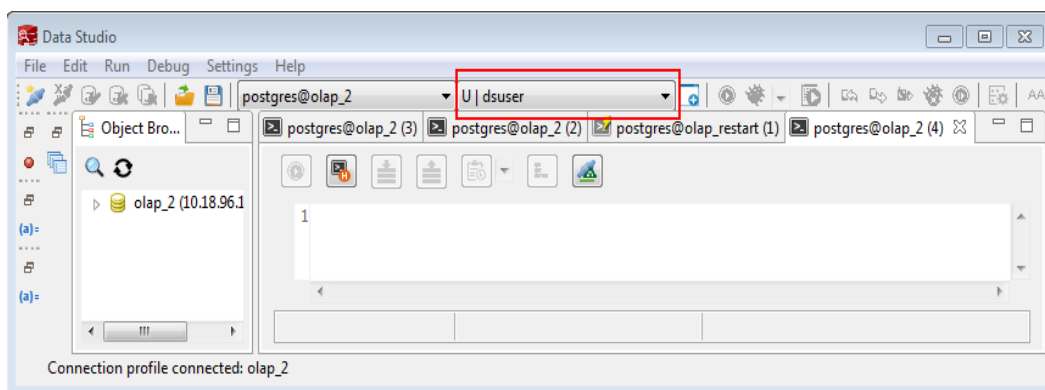 Data Studio
File Edit Run Debug Settings Help
postgres@olap_2 U | dsuser
Object Bro... postgres@olap_2 (3) postgres@olap_2 (2) postgres@olap_restart (1) postgres@olap_2 (4)
olap_2 (10.18.96.1
(a)=
(a)=
1
Connection profile connected: olap_2